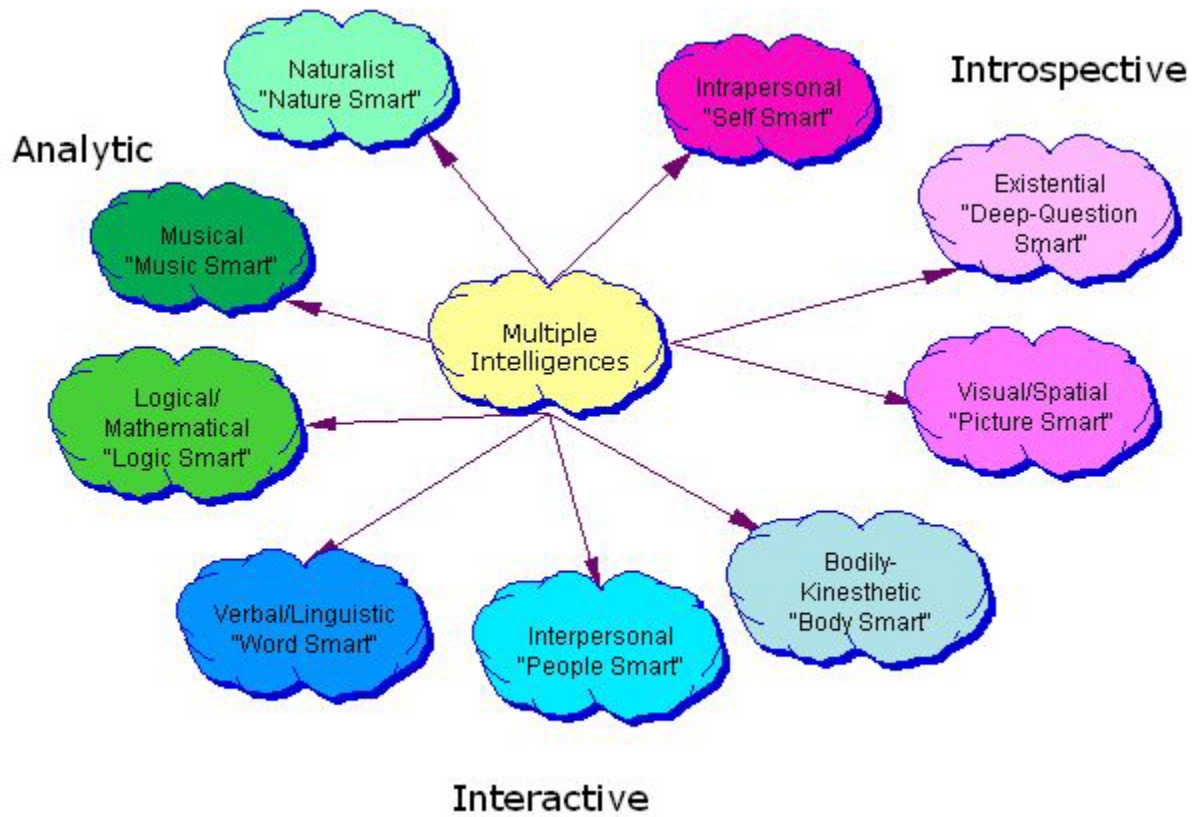 Naturalist
"Nature Smart"
Intrapersonal
"Self Smart"
Introspective
Analytic
Existential
"Deep-Question
Smart"
Musical
"Music Smart"
Multiple
Intelligences
Logical/
Mathematical
"Logic Smart"
Visual/Spatial
"Picture Smart"
Bodily-
Kinesthetic
"Body Smart"
Verbal/Linguistic
"Word Smart"
Interpersonal
"People Smart"
Interactive